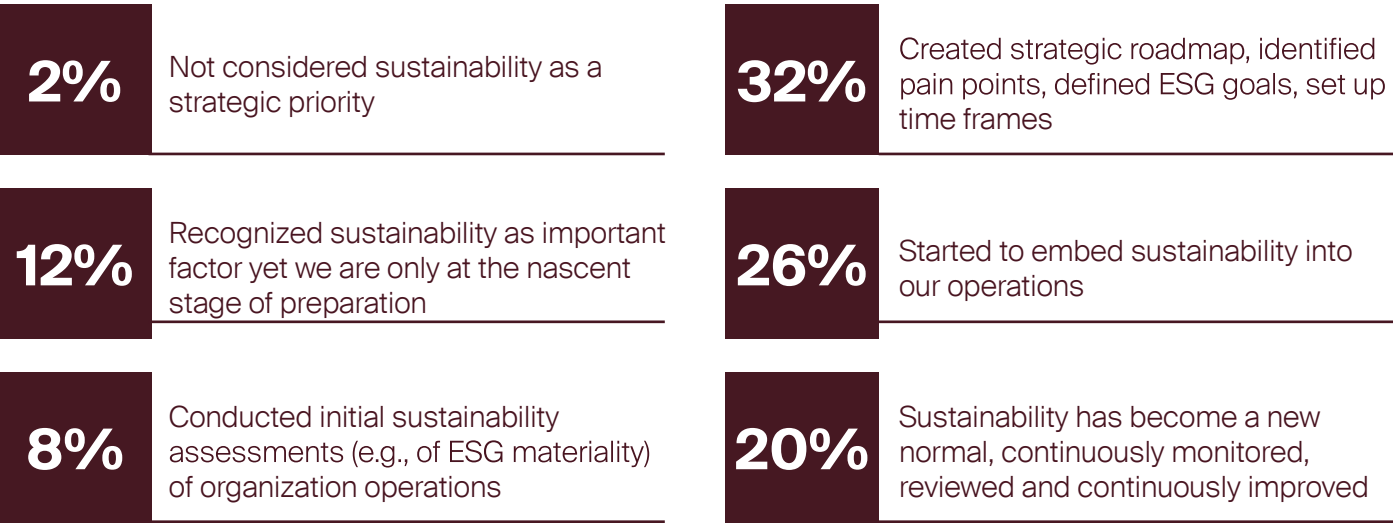 2%
Not considered sustainability as a
strategic priority
12%
Recognized sustainability as important
factor yet we are only at the nascent
stage of preparation
8%
Conducted initial sustainability
assessments (e.g., of ESG materiality)
of organization operations
32%
Created strategic roadmap, identified
pain points, defined ESG goals, set up
time frames
26%
Started to embed sustainability into
our operations
20%
Sustainability has become a new
normal, continuously monitored,
reviewed and continuously improved